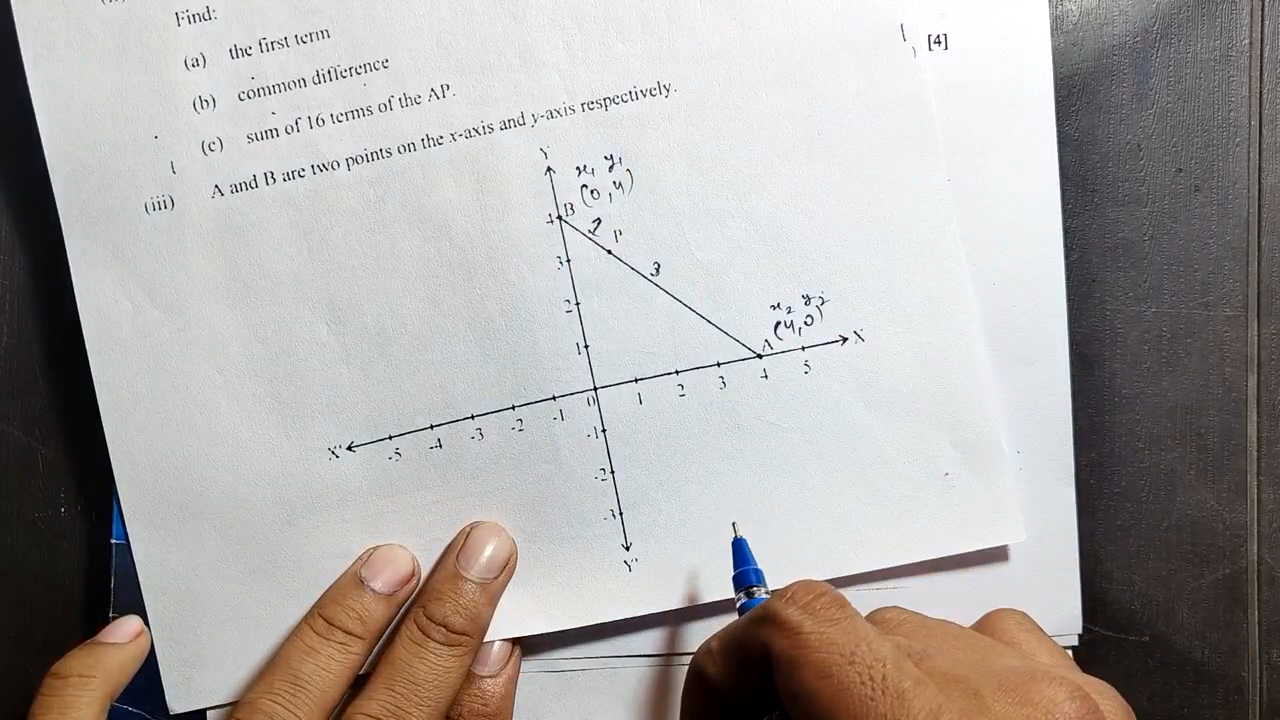 Find:
(a) the first term
(b) common difference
[4]
(c) sum of 16 terms of the AP.
(iii) A and B are two points on the x-axis and y-axis respectively.
Y
x₁ y₁
(0,4)
4 B
P
3
3
2
x₂ y₂
(4,0)
1
A
X
X' -5 -4 -3 -2 -1 0 1 2 3 4 5
-1
-2
-3
Y'